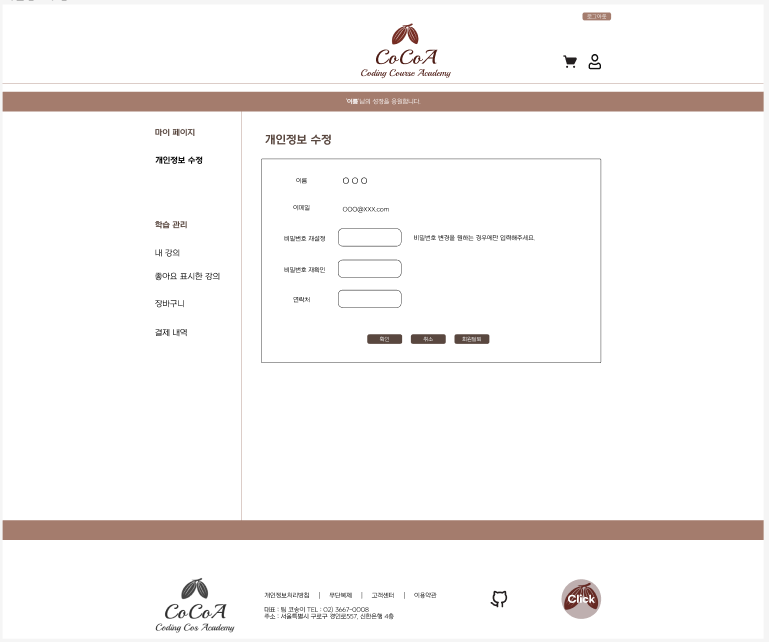 로그아웃
CoCoA
Coding Course Academy
'이름'님의 성장을 응원합니다.
마이 페이지
개인정보 수정
학습 관리
내 강의
좋아요 표시한 강의
장바구니
결제 내역
개인정보 수정
이름 O O O
이메일 OOO@XXX.com
비밀번호 재설정 비밀번호 변경을 원하는 경우에만 입력해주세요.
비밀번호 재확인
연락처
확인 취소 회원탈퇴
CoCoA
Coding Cos Academy
개인정보처리방침 | 무단복제 | 고객센터 | 이용약관
대표 : 팀 코숭이 TEL : 02) 3667-0008
주소 : 서울특별시 구로구 경인로557, 신한은행 4층
Click